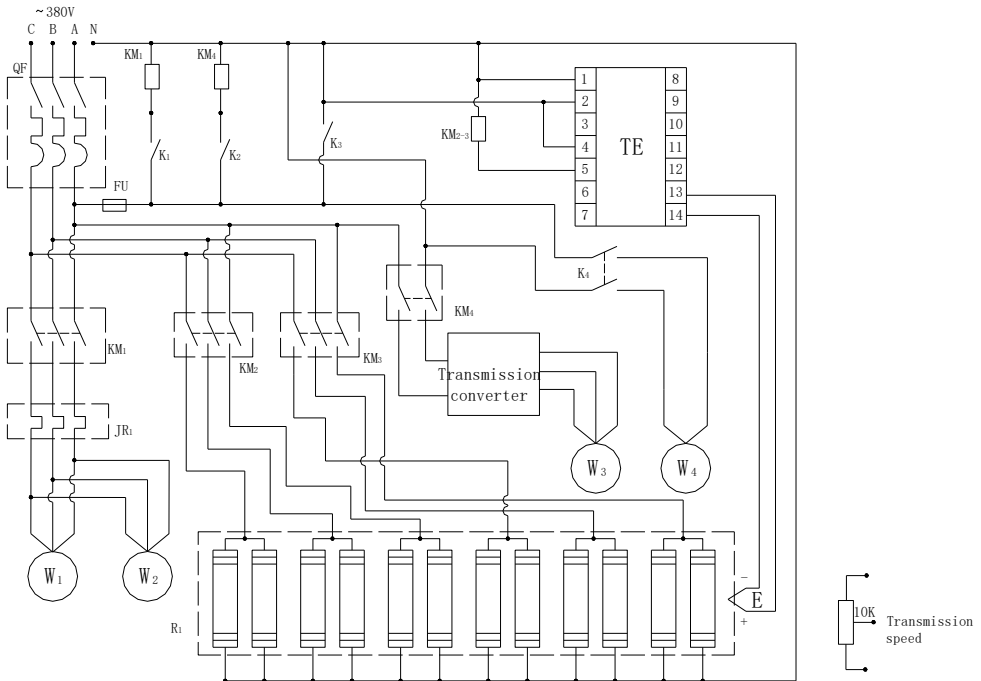 ~380V
C B A N
QF
KM1
KM4
K1
K2
K3
KM2-3
FU
TE
1
2
3
4
5
6
7
8
9
10
11
12
13
14
K4
KM1
KM2
KM3
KM4
Transmission
converter
JR1
W1
W2
W3
W4
R1
−
E
+
10K
Transmission
speed